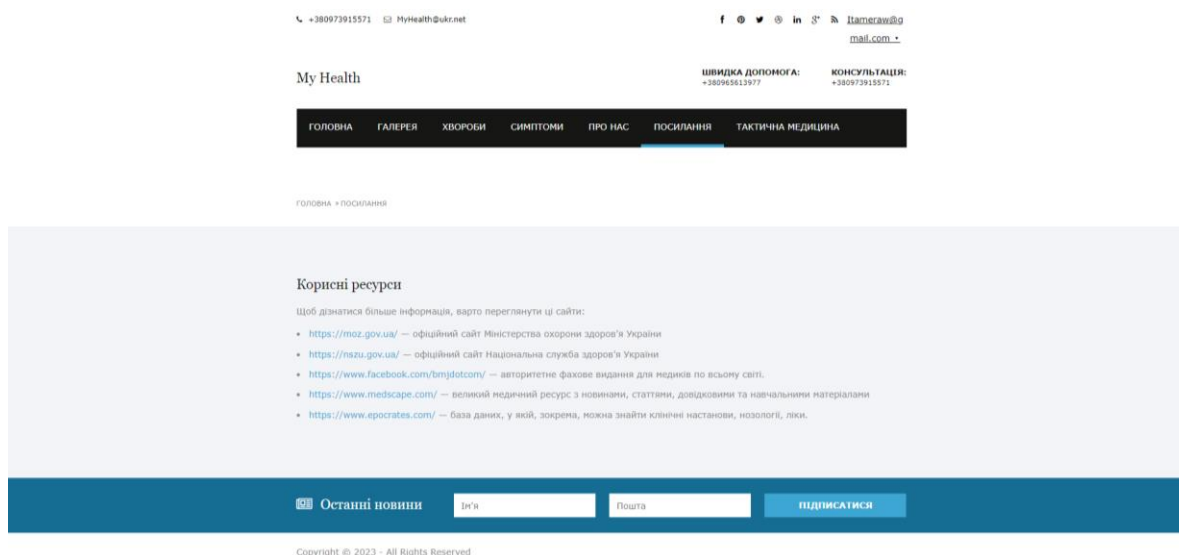 +380973915571 MyHealth@ukr.net
Itameraw@g
mail.com
My Health
ШВИДКА ДОПОМОГА:
+380965613977
КОНСУЛЬТАЦІЯ:
+380973915571
ГОЛОВНА ГАЛЕРЕЯ ХВОРОБИ СИМПТОМИ ПРО НАС ПОСИЛАННЯ ТАКТИЧНА МЕДИЦИНА
ГОЛОВНА » ПОСИЛАННЯ
Корисні ресурси
Щоб дізнатися більше інформація, варто переглянути ці сайти:
https://moz.gov.ua/ — офіційний сайт Міністерства охорони здоров'я України
https://nszu.gov.ua/ — офіційний сайт Національна служба здоров'я України
https://www.facebook.com/bmjdotcom/ — авторитетне фахове видання для медиків по всьому світі.
https://www.medscape.com/ — великий медичний ресурс з новинами, статтями, довідковими та навчальними матеріалами
https://www.epocrates.com/ — база даних, у якій, зокрема, можна знайти клінічні настанови, нозології, ліки.
Останні новини Ім'я Пошта ПІДПИСАТИСЯ
Copyright © 2023 - All Rights Reserved